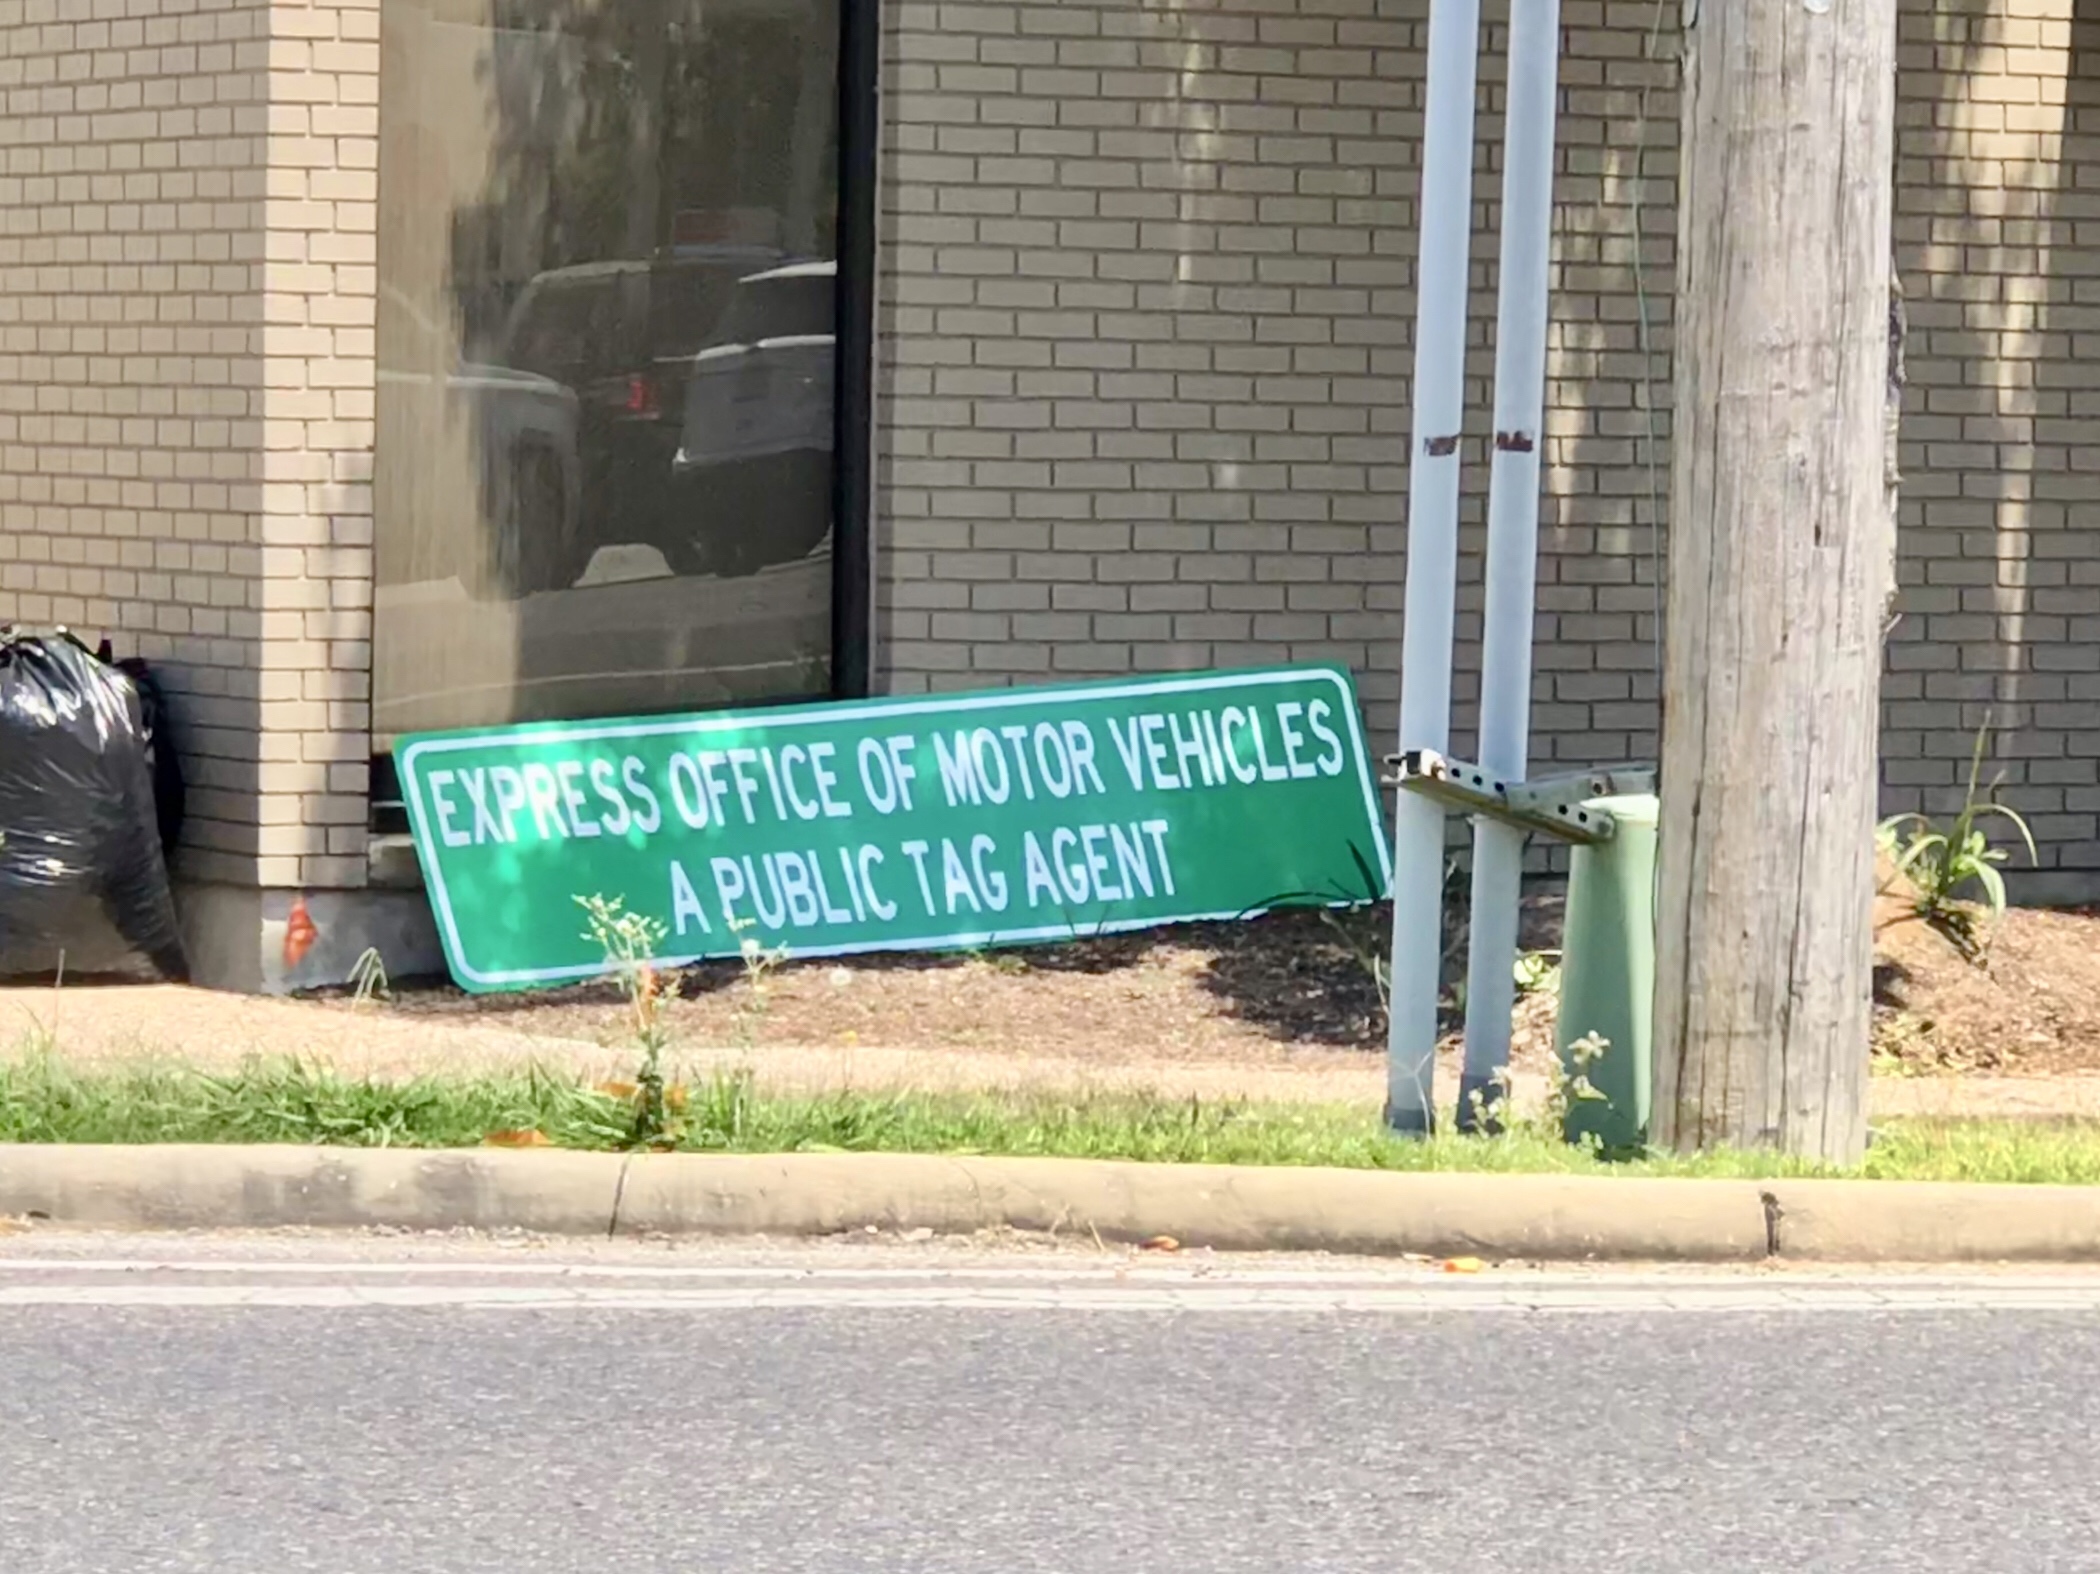 EXPRESS OFFICE OF MOTOR VEHICLES
A PUBLIC TAG AGENT